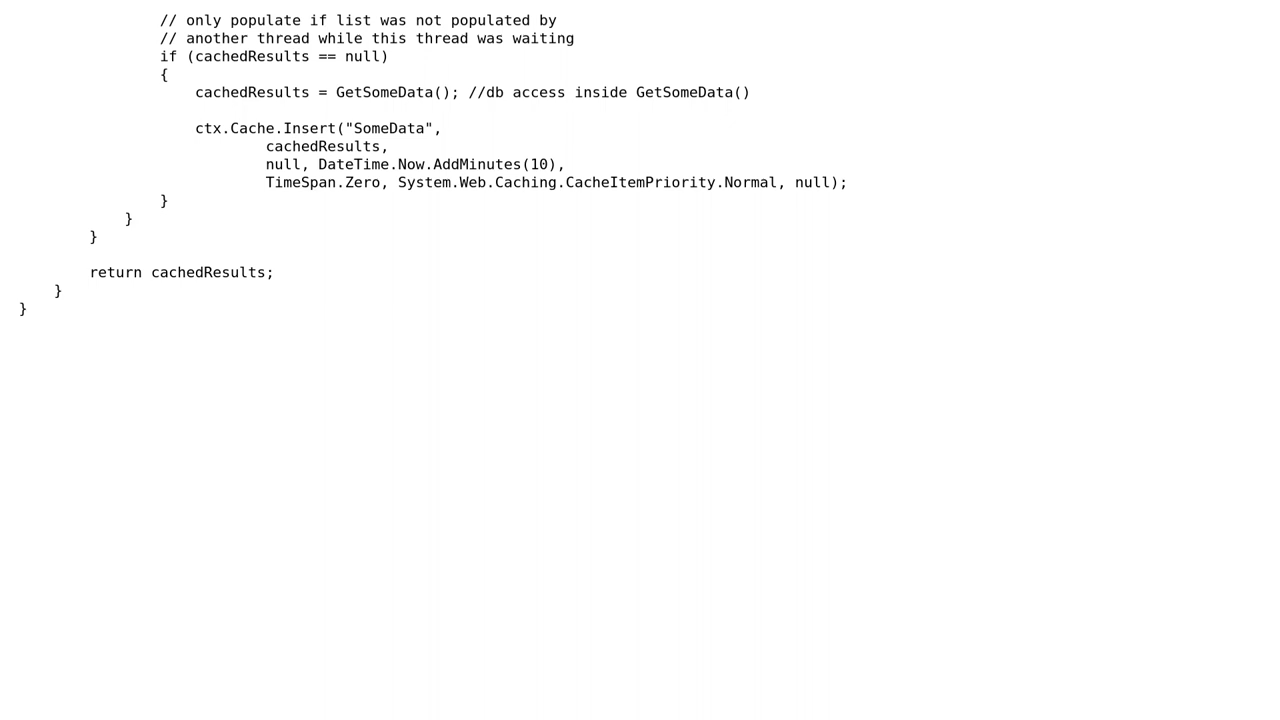 // only populate if list was not populated by
// another thread while this thread was waiting
if (cachedResults == null)
{
cachedResults = GetSomeData(); //db access inside GetSomeData()
ctx.Cache.Insert("SomeData",
cachedResults,
null, DateTime.Now.AddMinutes(10),
TimeSpan.Zero, System.Web.Caching.CacheItemPriority.Normal, null);
}
}
}
return cachedResults;
}
}